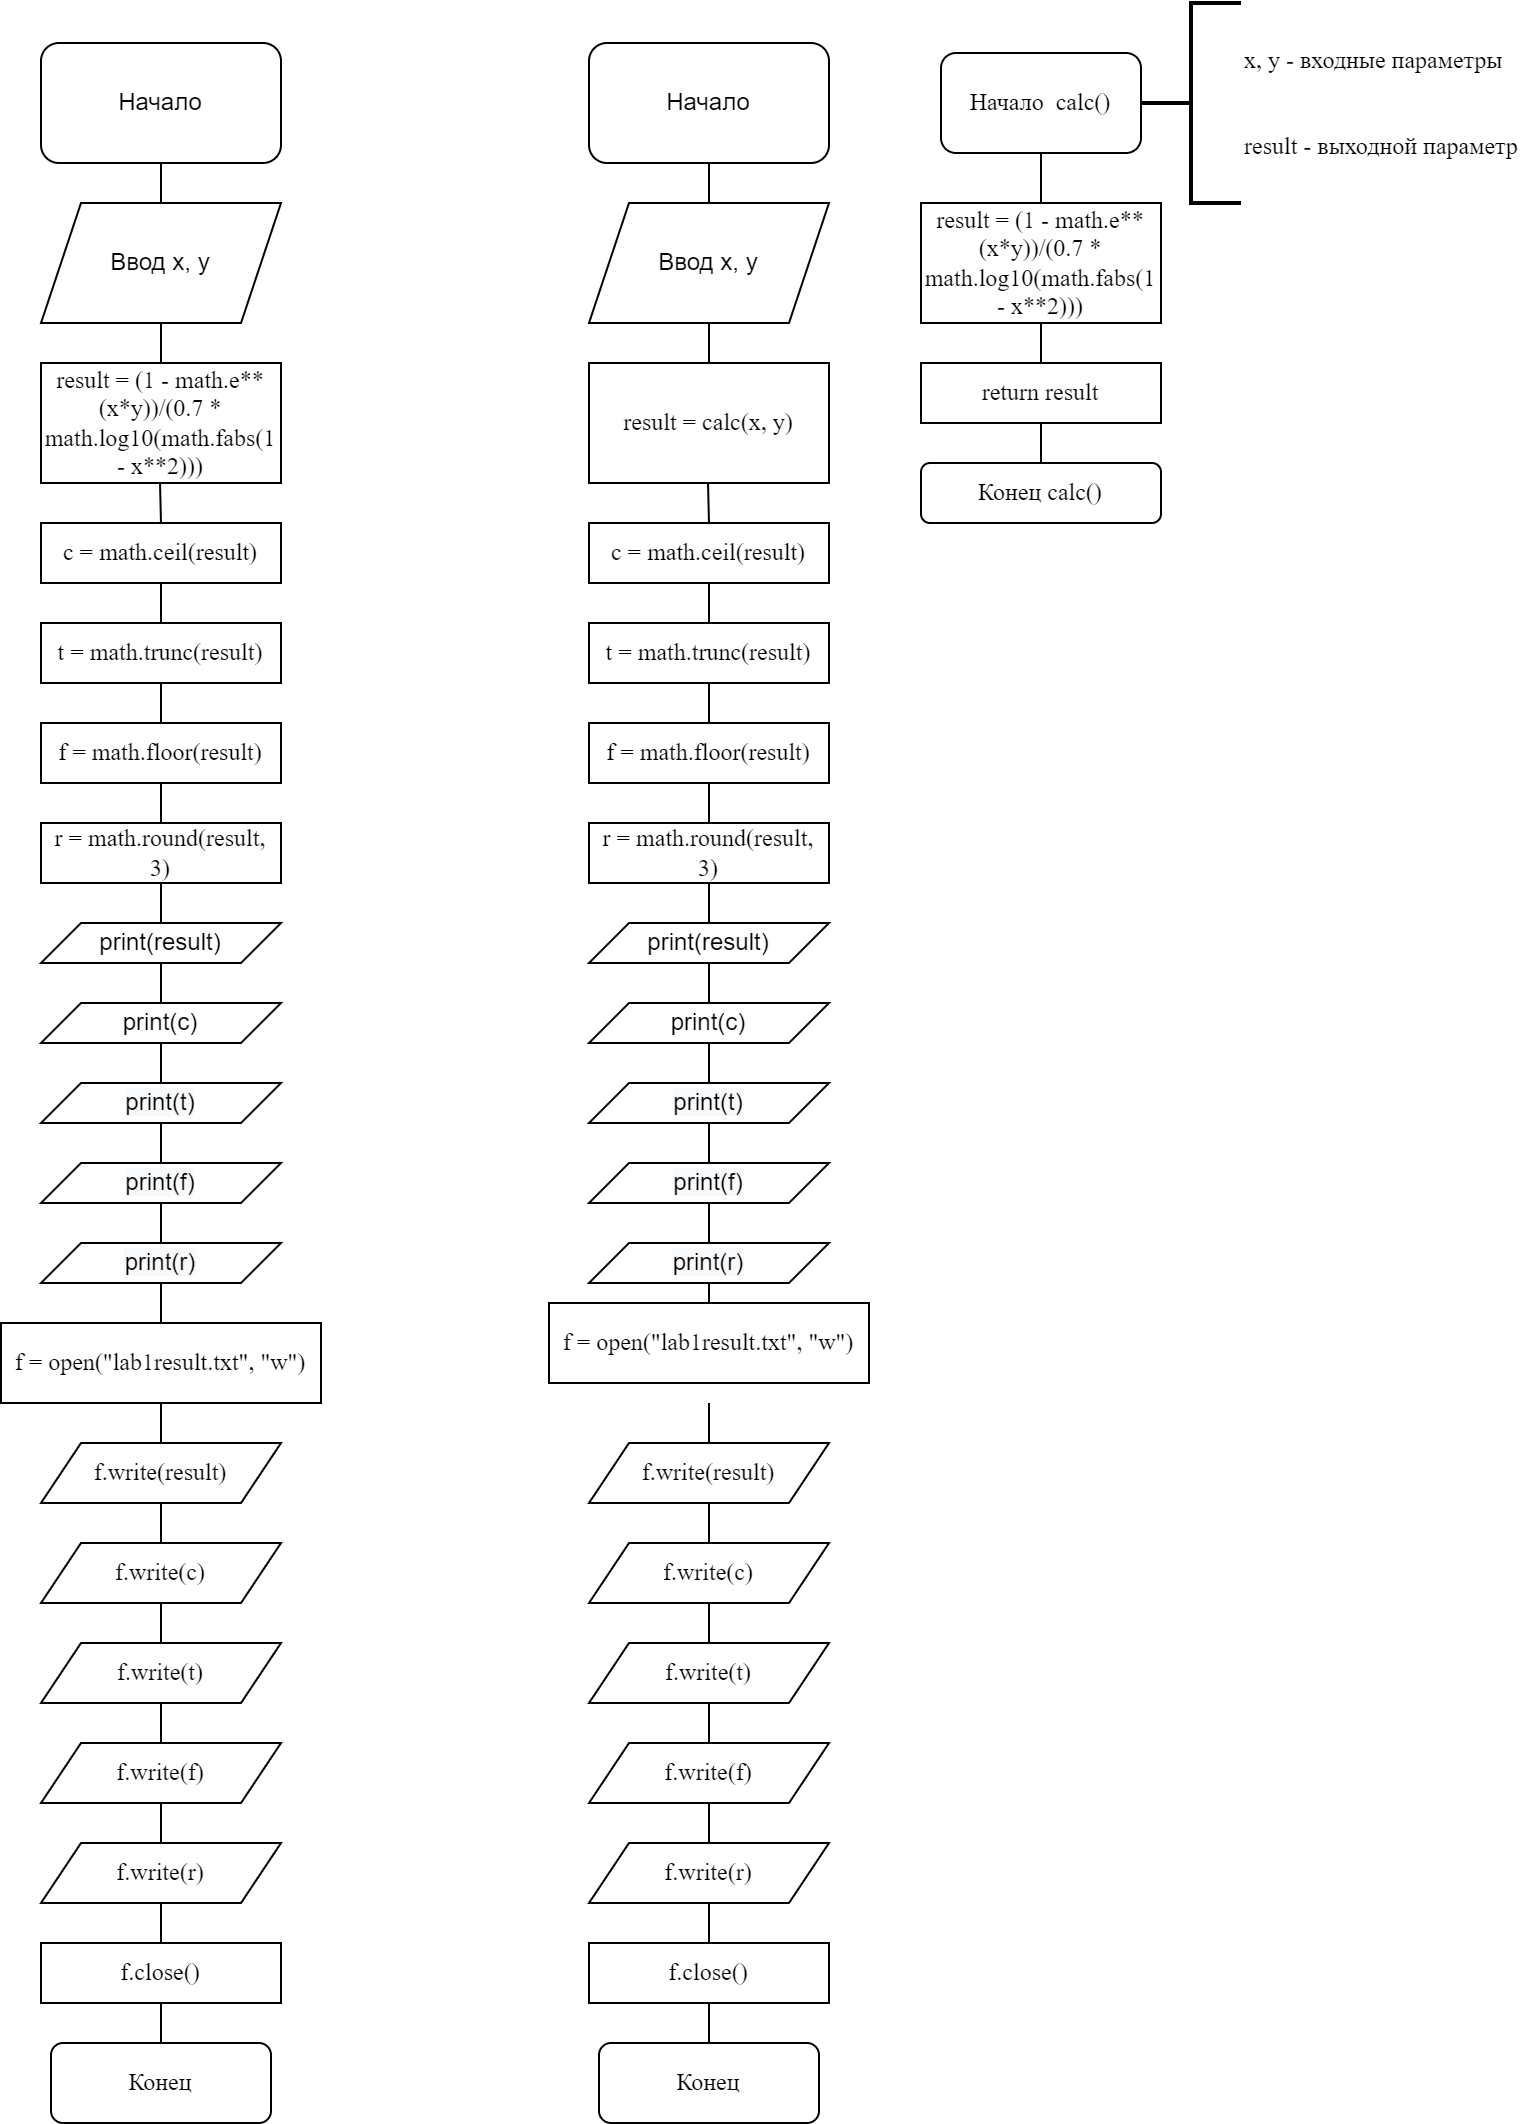 Начало
Ввод x, y
result = (1 - math.e**
(x*y))/(0.7 *
math.log10(math.fabs(1
- x**2)))
c = math.ceil(result)
t = math.trunc(result)
f = math.floor(result)
r = math.round(result,
3)
print(result)
print(c)
print(t)
print(f)
print(r)
f = open("lab1result.txt", "w")
f.write(result)
f.write(c)
f.write(t)
f.write(f)
f.write(r)
f.close()
Конец
Начало
Ввод x, y
result = calc(x, y)
c = math.ceil(result)
t = math.trunc(result)
f = math.floor(result)
r = math.round(result,
3)
print(result)
print(c)
print(t)
print(f)
print(r)
f = open("lab1result.txt", "w")
f.write(result)
f.write(c)
f.write(t)
f.write(f)
f.write(r)
f.close()
Конец
Начало  calc()
x, y - входные параметры
result - выходной параметр
result = (1 - math.e**
(x*y))/(0.7 *
math.log10(math.fabs(1
- x**2)))
return result
Конец calc()